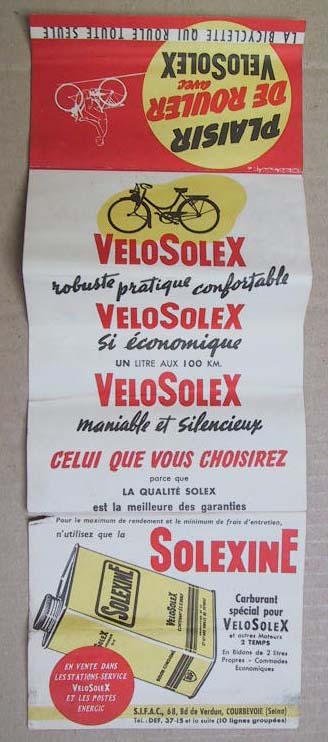 LA BICYCLETTE QUI ROULE TOUTE SEULE
PLAISIR
DE ROULER
avec
VELOSOLEX
VELOSOLEX
robuste pratique confortable
VELOSOLEX
si économique
UN LITRE AUX 100 KM.
VELOSOLEX
maniable et silencieux
CELUI QUE VOUS CHOISIREZ
parce que
LA QUALITÉ SOLEX
est la meilleure des garanties
Pour le maximum de rendement et le minimum de frais d'entretien,
n'utilisez que la
SOLEXINE
SOLEXINE
SOLEXINE
VELOSOLEX
Carburant
spécial pour
VELOSOLEX
et autres Moteurs
2 TEMPS
En Bidons de 2 litres
Propres - Commodes
Economiques
EN VENTE DANS
LES STATIONS-SERVICE
VELOSOLEX
ET LES POSTES
ENERGIC
S.I.F.A.C., 68, Bd de Verdun, COURBEVOIE (Seine)
Tél.: DEF. 37-15 et la suite (10 lignes groupées)